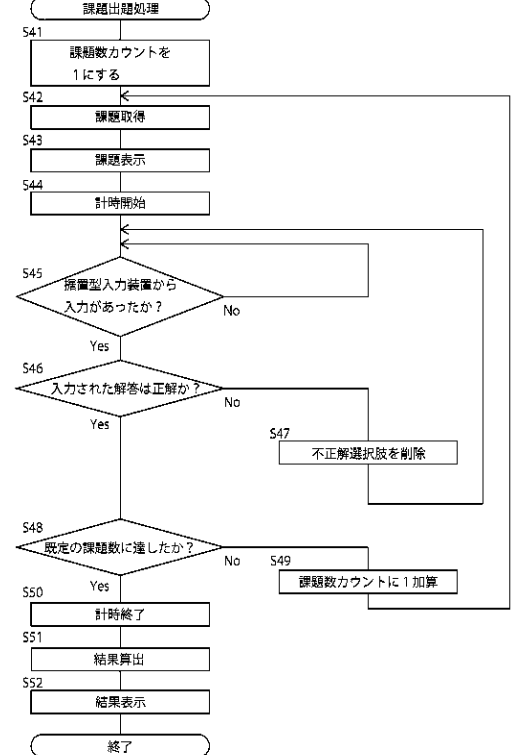 課題出題処理
S41
課題数カウントを
1にする
S42
課題取得
S43
課題表示
S44
計時開始
S45
据置型入力装置から
入力があったか？
No
Yes
S46
入力された解答は正解か？
No
Yes
S47
不正解選択肢を削除
S48
既定の課題数に達したか？
No
Yes
S49
課題数カウントに1加算
S50
計時終了
S51
結果算出
S52
結果表示
終了